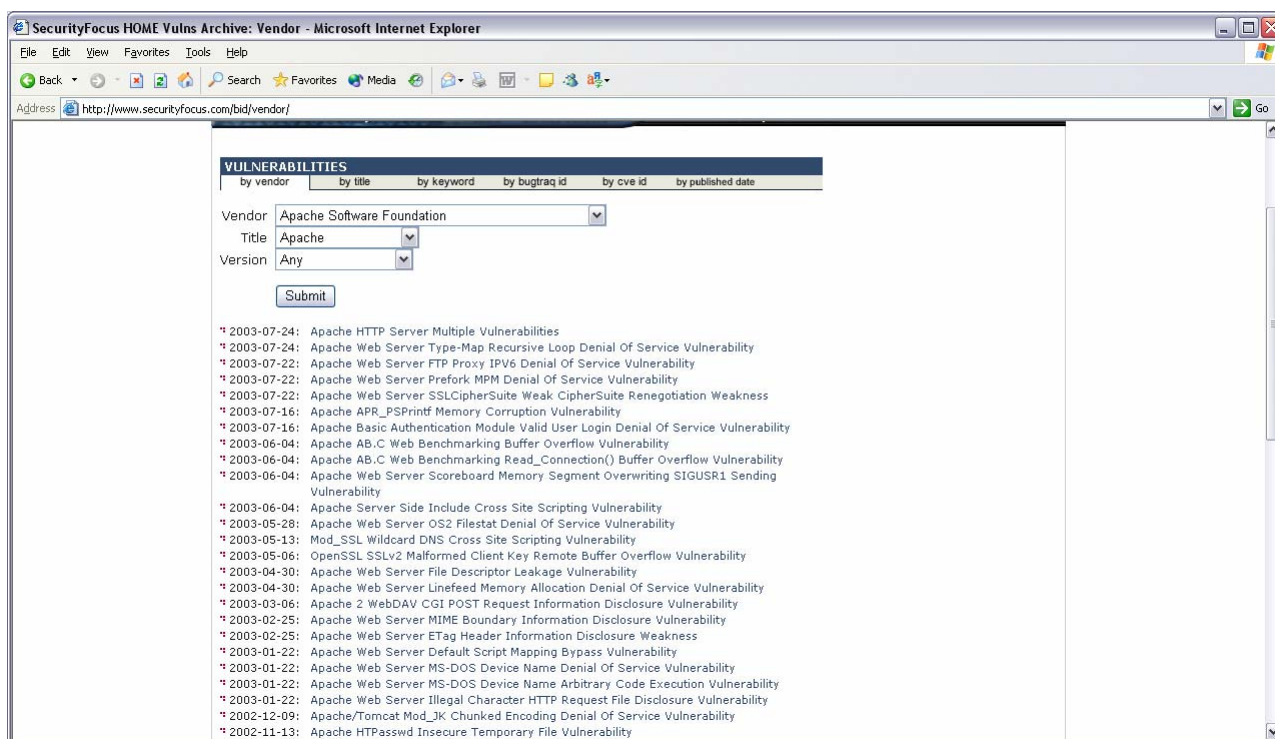 SecurityFocus HOME Vulns Archive: Vendor - Microsoft Internet Explorer
File Edit View Favorites Tools Help
Back Search Favorites Media
Address http://www.securityfocus.com/bid/vendor/ Go
VULNERABILITIES
by vendor by title by keyword by bugtraq id by cve id by published date
Vendor Apache Software Foundation
Title Apache
Version Any
Submit
2003-07-24: Apache HTTP Server Multiple Vulnerabilities
2003-07-24: Apache Web Server Type-Map Recursive Loop Denial Of Service Vulnerability
2003-07-22: Apache Web Server FTP Proxy IPV6 Denial Of Service Vulnerability
2003-07-22: Apache Web Server Prefork MPM Denial Of Service Vulnerability
2003-07-22: Apache Web Server SSLCipherSuite Weak CipherSuite Renegotiation Weakness
2003-07-16: Apache APR_PSPrintf Memory Corruption Vulnerability
2003-07-16: Apache Basic Authentication Module Valid User Login Denial Of Service Vulnerability
2003-06-04: Apache AB.C Web Benchmarking Buffer Overflow Vulnerability
2003-06-04: Apache AB.C Web Benchmarking Read_Connection() Buffer Overflow Vulnerability
2003-06-04: Apache Web Server Scoreboard Memory Segment Overwriting SIGUSR1 Sending
Vulnerability
2003-06-04: Apache Server Side Include Cross Site Scripting Vulnerability
2003-05-28: Apache Web Server OS2 Filestat Denial Of Service Vulnerability
2003-05-13: Mod_SSL Wildcard DNS Cross Site Scripting Vulnerability
2003-05-06: OpenSSL SSLv2 Malformed Client Key Remote Buffer Overflow Vulnerability
2003-04-30: Apache Web Server File Descriptor Leakage Vulnerability
2003-04-30: Apache Web Server Linefeed Memory Allocation Denial Of Service Vulnerability
2003-03-06: Apache 2 WebDAV CGI POST Request Information Disclosure Vulnerability
2003-02-25: Apache Web Server MIME Boundary Information Disclosure Vulnerability
2003-02-25: Apache Web Server ETag Header Information Disclosure Weakness
2003-01-22: Apache Web Server Default Script Mapping Bypass Vulnerability
2003-01-22: Apache Web Server MS-DOS Device Name Denial Of Service Vulnerability
2003-01-22: Apache Web Server MS-DOS Device Name Arbitrary Code Execution Vulnerability
2003-01-22: Apache Web Server Illegal Character HTTP Request File Disclosure Vulnerability
2002-12-09: Apache/Tomcat Mod_JK Chunked Encoding Denial Of Service Vulnerability
2002-11-13: Apache HTPasswd Insecure Temporary File Vulnerability